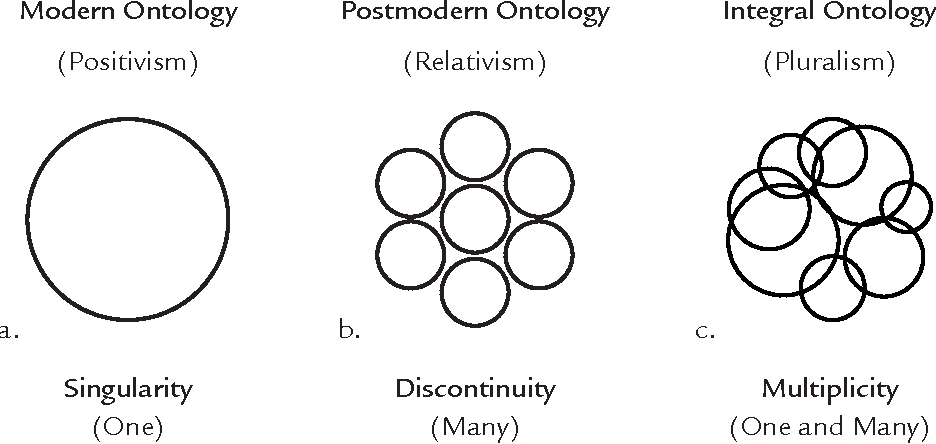 Modern Ontology
(Positivism)
Postmodern Ontology
(Relativism)
Integral Ontology
(Pluralism)
a.
b.
c.
Singularity
(One)
Discontinuity
(Many)
Multiplicity
(One and Many)